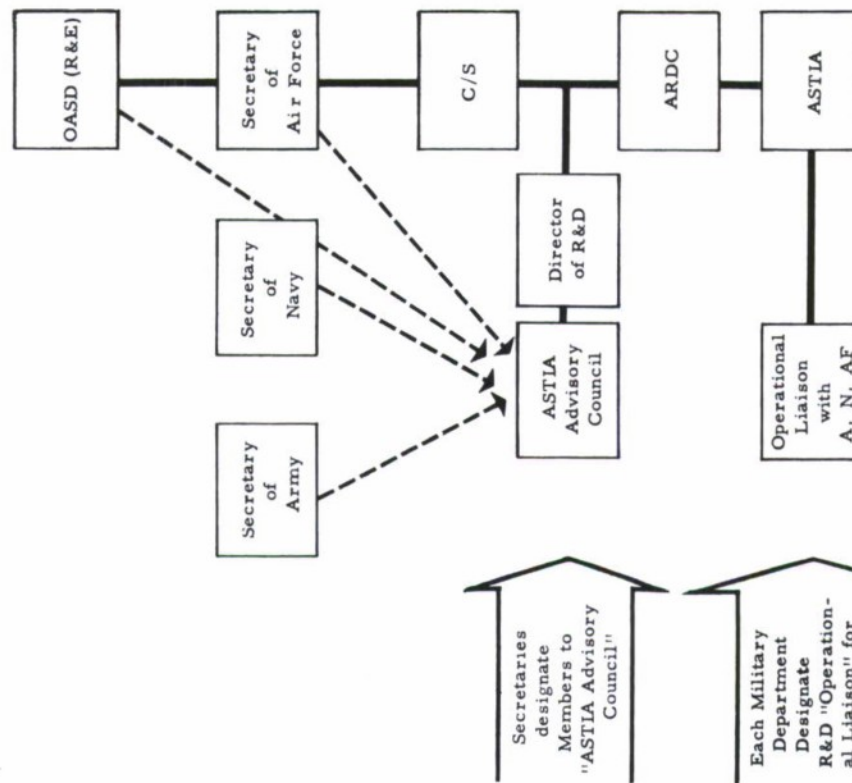 OASD (R&E)
Secretary
of
Army
Secretary
of
Navy
Secretary
of
Air Force
C/S
ASTIA
Advisory
Council
Director
of R&D
ARDC
Operational
Liaison
with
A, N, AF
ASTIA
Secretaries
designate
Members to
"ASTIA Advisory
Council"
Each Military
Department
Designate
R&D "Operation-
al Liaison" for